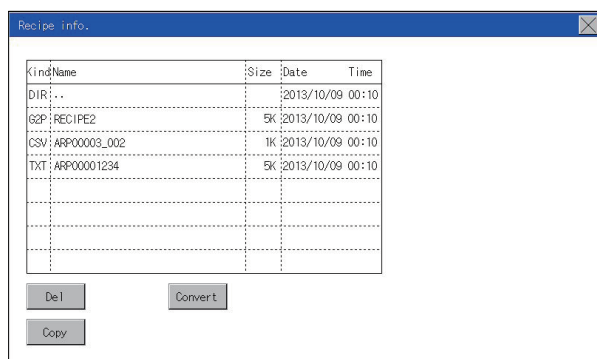 Recipe info.
Kind Name Size Date Time
DIR .. 2013/10/09 00:10
G2P RECIPE2 5K 2013/10/09 00:10
CSV ARP00003_002 1K 2013/10/09 00:10
TXT ARP00001234 5K 2013/10/09 00:10
Del Convert
Copy